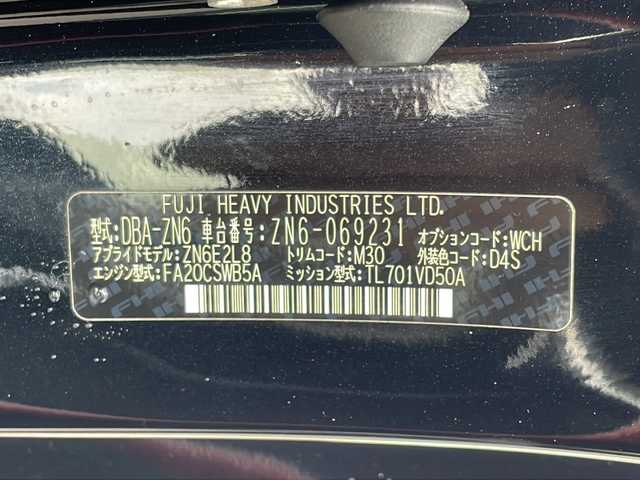 FUJI HEAVY INDUSTRIES LTD.
型式:DBA-ZN6 車台番号:ZN6-069231 オプションコード:WCH
アプライドモデル:ZN6E2L8 トリムコード:M30 外装色コード:D4S
エンジン型式:FA20CSWB5A ミッション型式:TL701VD50A
FHI